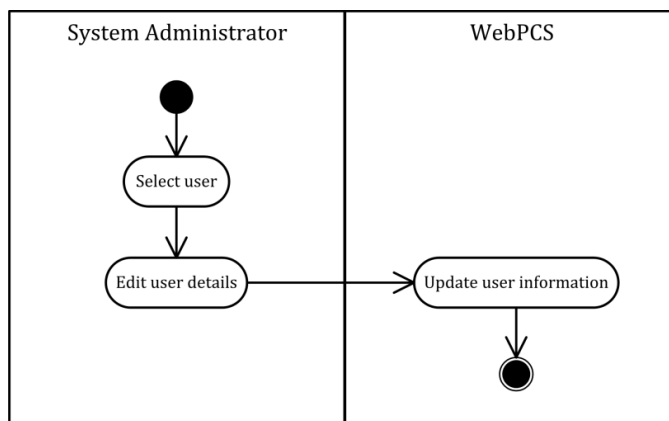 System Administrator
WebPCS
Select user
Edit user details
Update user information